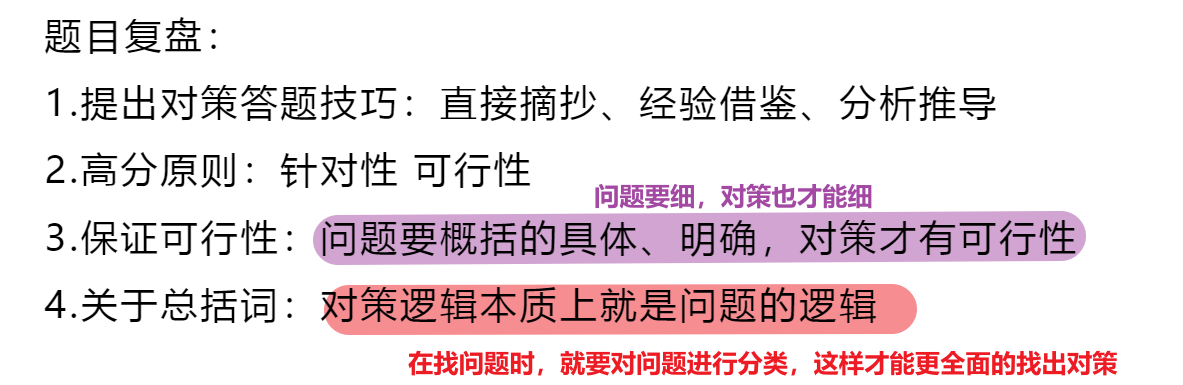 题目复盘：
1.提出对策答题技巧：直接摘抄、经验借鉴、分析推导
2.高分原则：针对性 可行性
问题要细，对策也才能细
3.保证可行性：问题要概括的具体、明确，对策才有可行性
4.关于总括词：对策逻辑本质上就是问题的逻辑
在找问题时，就要对问题进行分类，这样才能更全面的找出对策